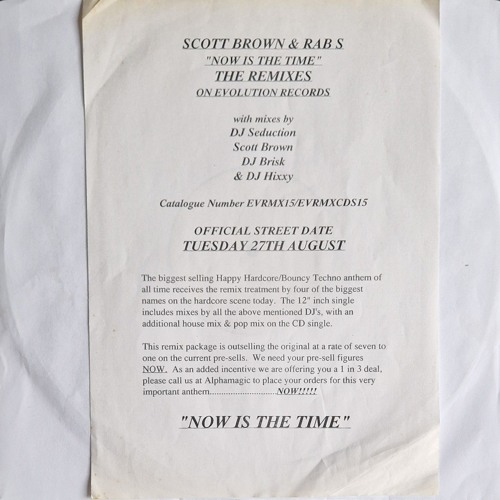 SCOTT BROWN & RAB S
"NOW IS THE TIME"
THE REMIXES
ON EVOLUTION RECORDS
with mixes by
DJ Seduction
Scott Brown
DJ Brisk
& DJ Hixxy
Catalogue Number EVRMX15/EVRMXCDS15
OFFICIAL STREET DATE
TUESDAY 27TH AUGUST
The biggest selling Happy Hardcore/Bouncy Techno anthem of
all time receives the remix treatment by four of the biggest
names on the hardcore scene today. The 12" inch single
includes mixes by all the above mentioned DJ's, with an
additional house mix & pop mix on the CD single.
This remix package is outselling the original at a rate of seven to
one on the current pre-sells. We need your pre-sell figures
NOW. As an added incentive we are offering you a 1 in 3 deal,
please call us at Alphamagic to place your orders for this very
important anthem............................NOW!!!!!
"NOW IS THE TIME"